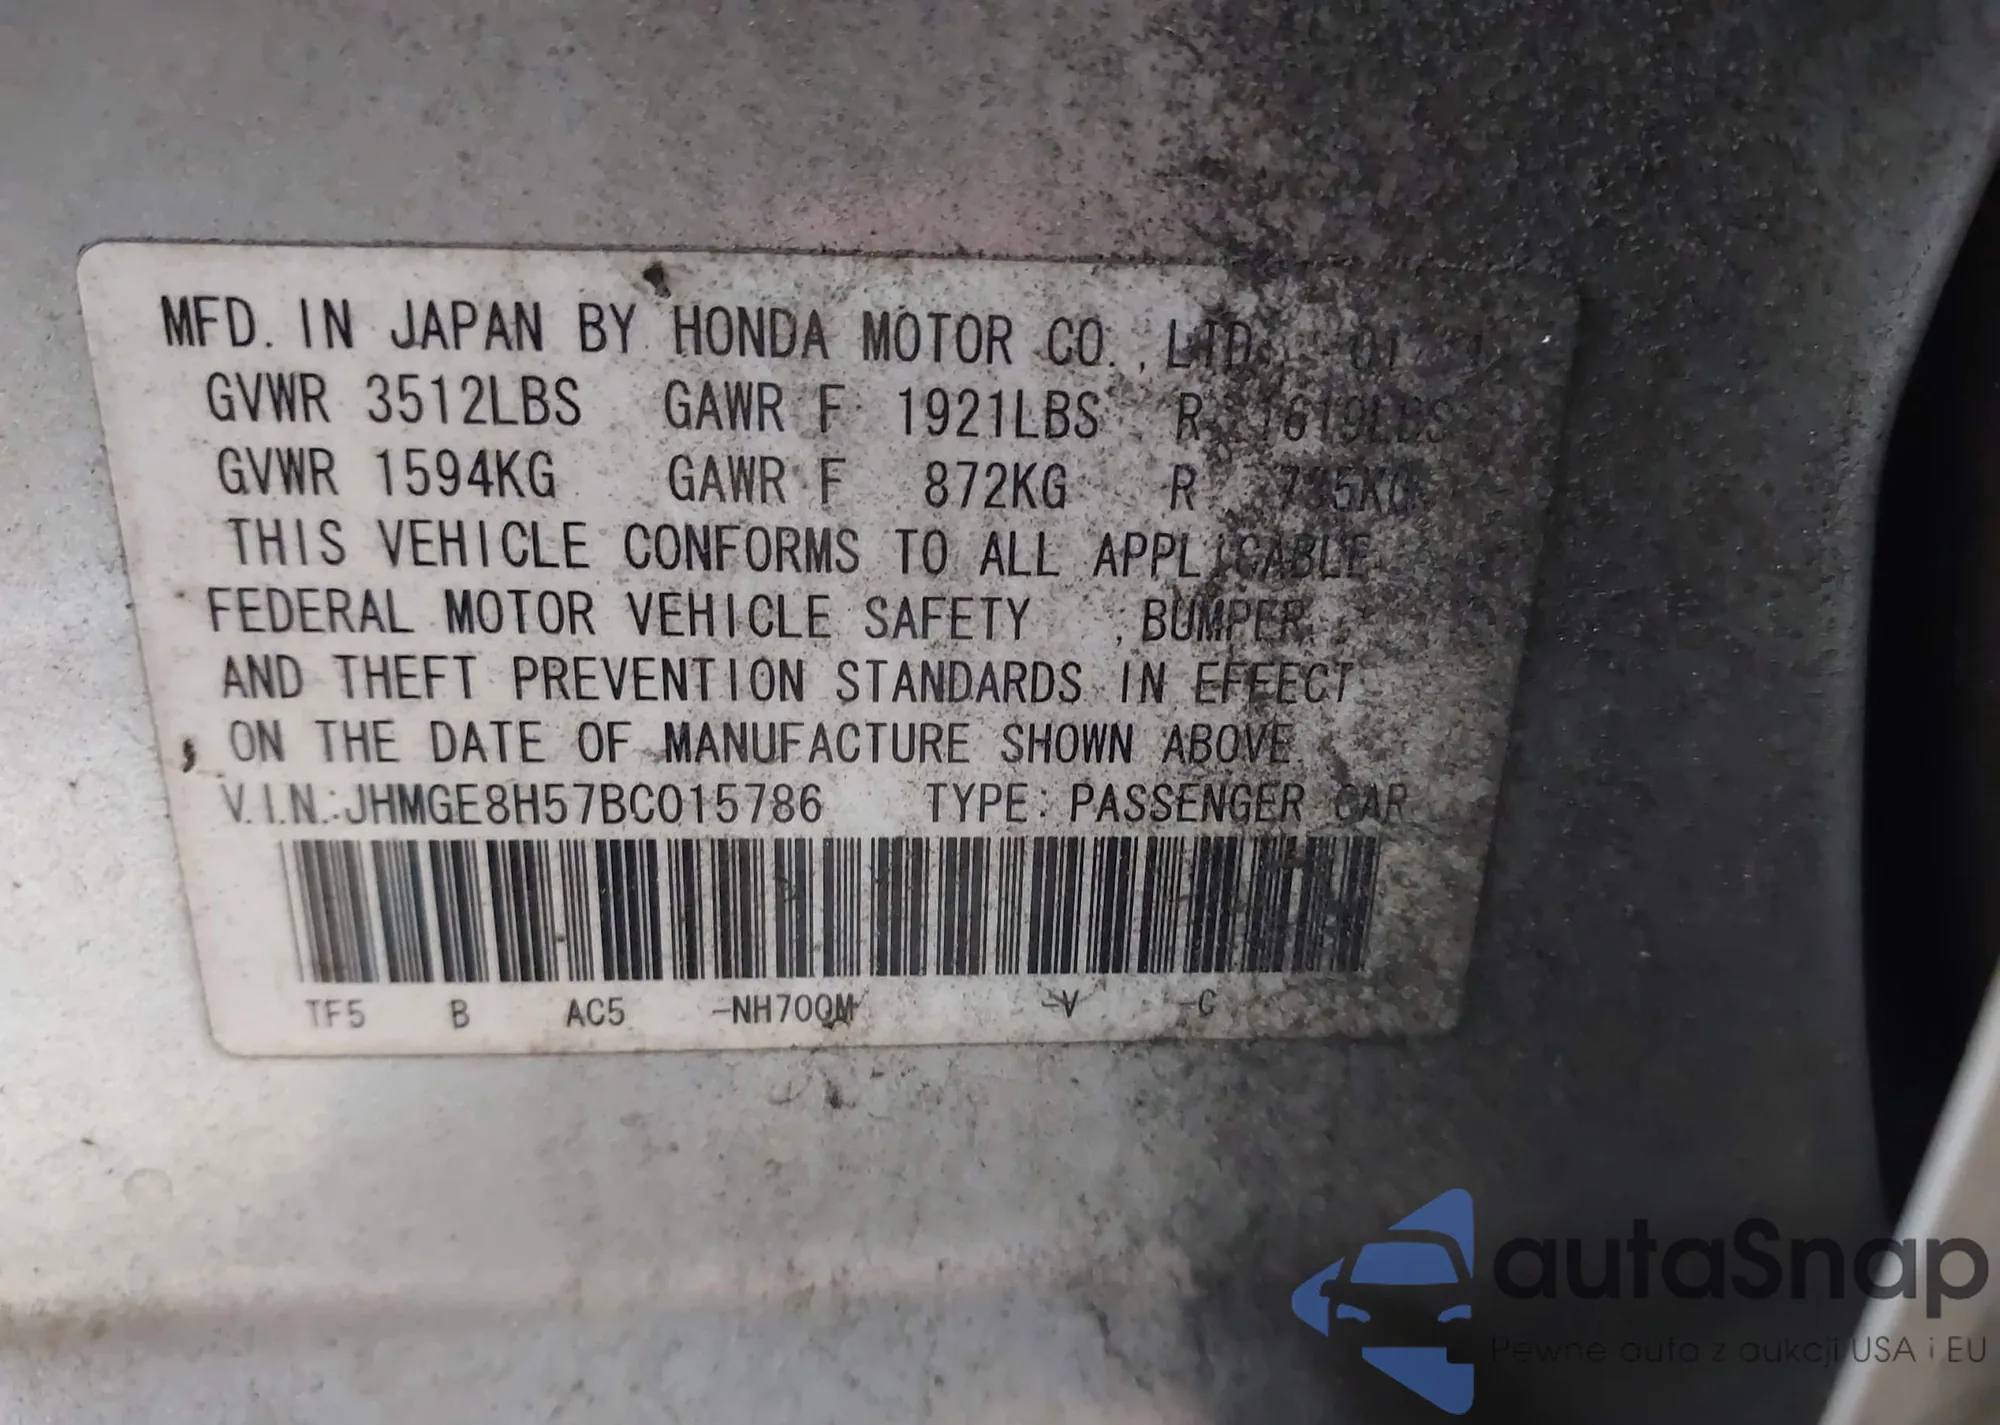 MFD. IN JAPAN BY HONDA MOTOR CO., LTD.
GVWR 3512LBS GAWR F 1921LBS R 1619LBS
GVWR 1594KG GAWR F 872KG R 735KG
THIS VEHICLE CONFORMS TO ALL APPLICABLE
FEDERAL MOTOR VEHICLE SAFETY , BUMPER,
AND THEFT PREVENTION STANDARDS IN EFFECT
ON THE DATE OF MANUFACTURE SHOWN ABOVE.
V.I.N.:JHMGE8H57BC015786 TYPE: PASSENGER CAR
TF5 B AC5 -NH700M -V -C
autaSnap
Pewne auta z aukcji USA i EU